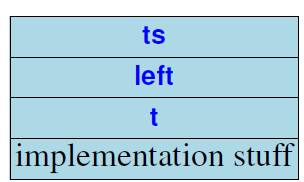 ts
left
t
implementation stuff